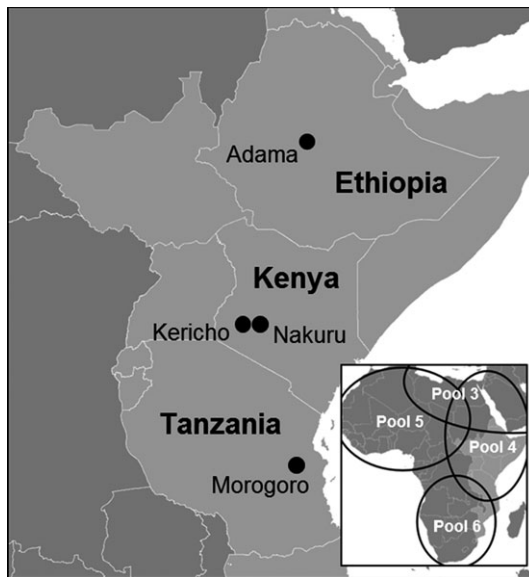 Adama
Ethiopia
Kenya
Kericho
Nakuru
Tanzania
Morogoro
Pool 3
Pool 5
Pool 4
Pool 6